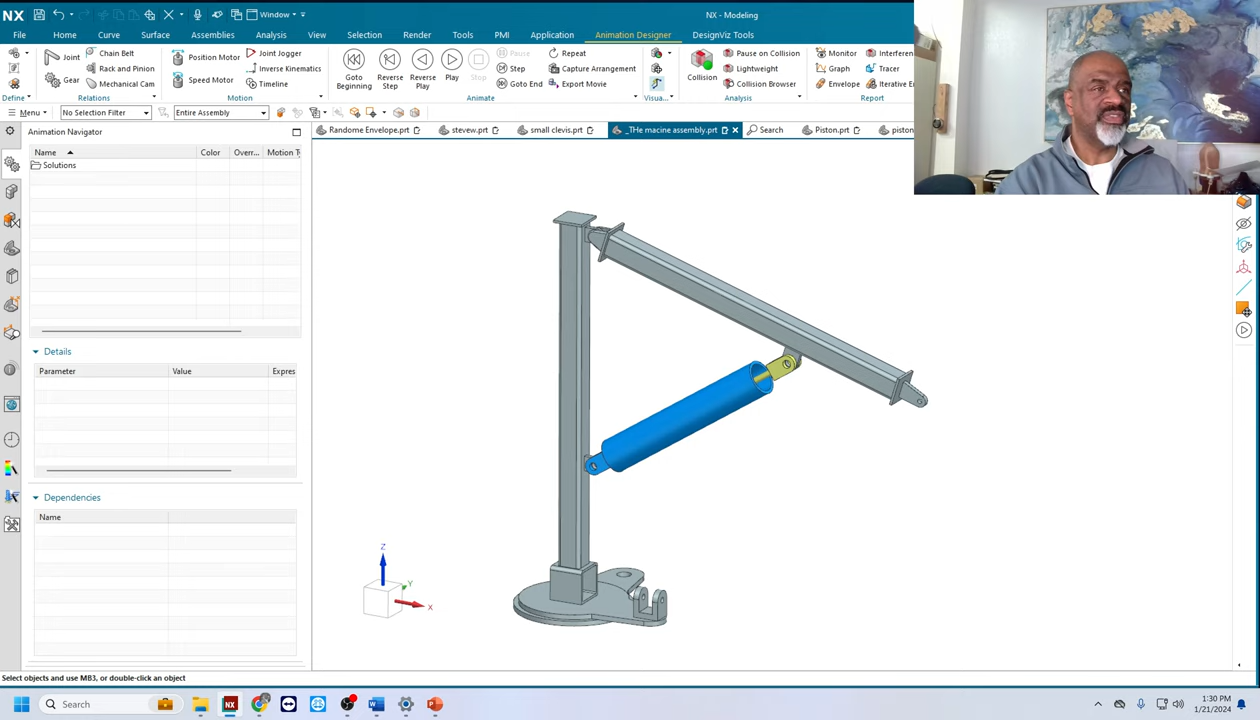 NX
Window
NX - Modeling
File Home Curve Surface Assemblies Analysis View Selection Render Tools PMI Application Animation Designer DesignViz Tools
Joint Chain Belt Position Motor Joint Jogger Pause Repeat Pause on Collision Monitor Interferen
Gear Rack and Pinion Inverse Kinematics Goto Beginning Reverse Step Reverse Play Play Stop Step Capture Arrangement Collision Lightweight Graph Tracer
Mechanical Cam Speed Motor Timeline Goto End Export Movie Collision Browser Envelope Iterative En
Define Relations Motion Animate Visua... Analysis Report
Menu No Selection Filter Entire Assembly
Animation Navigator
Randome Envelope.prt stevew.prt small clevis.prt _THe macine assembly.prt Search Piston.prt piston
Name Color Overr... Motion T
Solutions
Details
Parameter Value Expres
Dependencies
Name
Z
Y
X
Select objects and use MB3, or double-click an object
Search
1:30 PM
1/21/2024